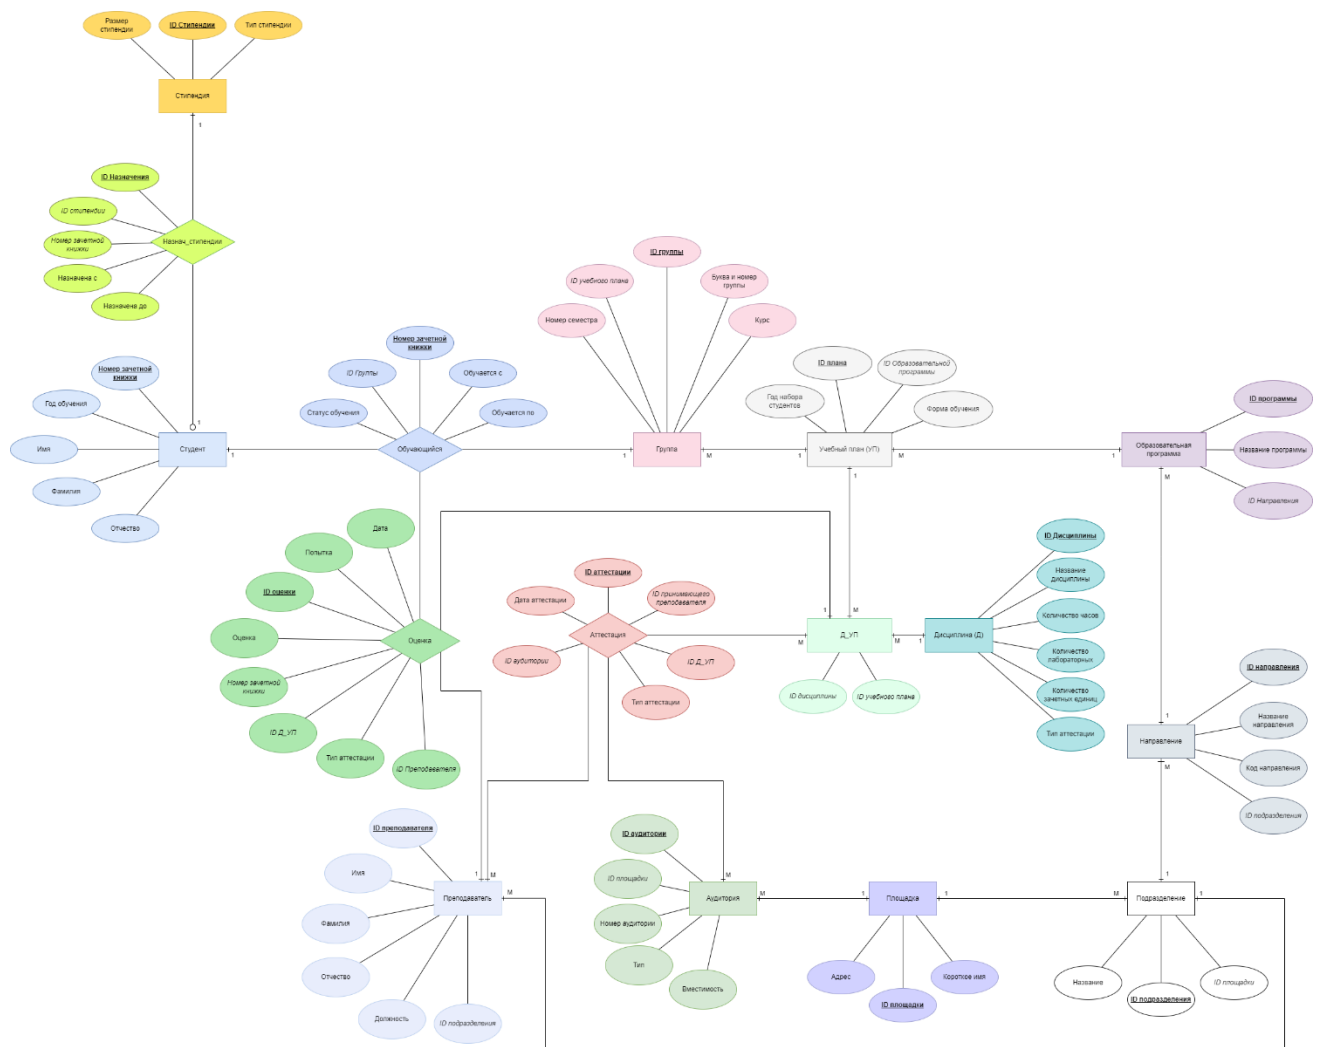 Размер
стипендии
ID Стипендии
Тип стипендии
Стипендия
1
ID Назначения
ID стипендии
Номер зачетной
книжки
Назначена с
Назначена до
Назнач_стипендии
1
Номер зачетной
книжки
Год обучения
Имя
Фамилия
Отчество
Студент
1
Номер зачетной
книжки
ID Группы
Обучается с
Статус обучения
Обучается по
Обучающийся
1
ID группы
ID учебного плана
Буква и номер
группы
Номер семестра
Курс
Группа
M
1
ID плана
ID Образовательной
программы
Год набора
студентов
Форма обучения
Учебный план (УП)
M
1
1
ID программы
Название программы
ID Направления
Образовательная
программа
M
Дата
Попытка
ID оценки
Оценка
Номер зачетной
книжки
ID Д_УП
Тип аттестации
ID Преподавателя
Оценка
ID аттестации
Дата аттестации
ID принимающего
преподавателя
Аттестация
ID аудитории
ID Д_УП
Тип аттестации
1
M
M
Д_УП
M
1
ID дисциплины
ID учебного плана
ID Дисциплины
Название
дисциплины
Количество часов
Количество
лабораторных
Количество
зачетных единиц
Тип аттестации
Дисциплина (Д)
ID направления
Название
направления
Код направления
ID подразделения
1
Направление
M
ID преподавателя
Имя
Фамилия
Отчество
Должность
ID подразделения
1
M
M
Преподаватель
ID аудитории
ID площадки
Номер аудитории
Тип
Вместимость
M
Аудитория
M
1
Площадка
1
Адрес
ID площадки
Короткое имя
M
1
Подразделение
1
Название
ID подразделения
ID площадки